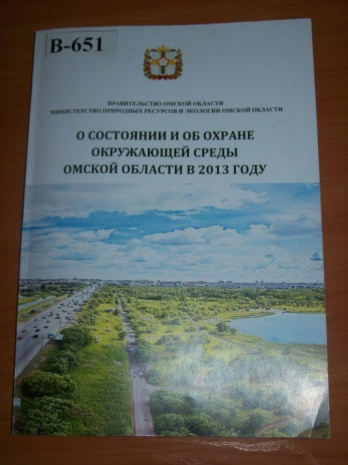 В-651
ПРАВИТЕЛЬСТВО ОМСКОЙ ОБЛАСТИ
МИНИСТЕРСТВО ПРИРОДНЫХ РЕСУРСОВ И ЭКОЛОГИИ ОМСКОЙ ОБЛАСТИ
О СОСТОЯНИИ И ОБ ОХРАНЕ
ОКРУЖАЮЩЕЙ СРЕДЫ
ОМСКОЙ ОБЛАСТИ В 2013 ГОДУ